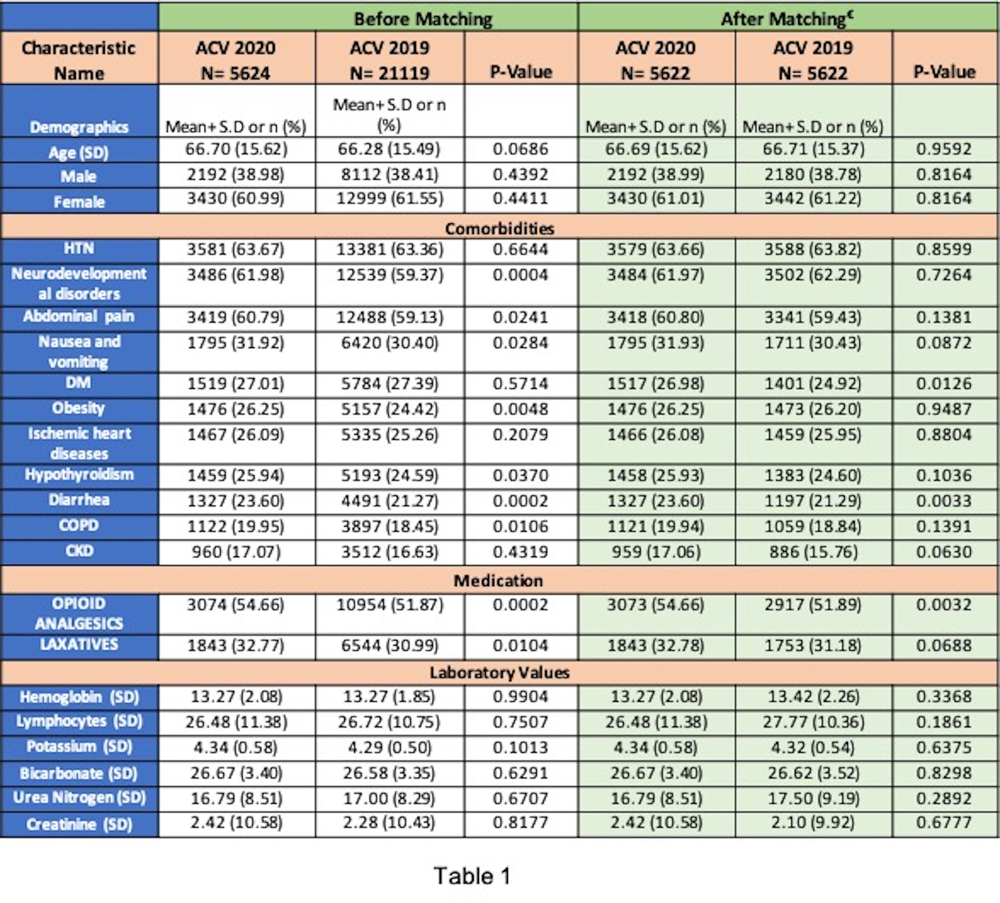 Before Matching After Matching€
Characteristic Name ACV 2020 N= 5624 ACV 2019 N= 21119 P-Value ACV 2020 N= 5622 ACV 2019 N= 5622 P-Value
Demographics Mean+ S.D or n (%) Mean+ S.D or n (%) Mean+ S.D or n (%) Mean+ S.D or n (%)
Age (SD) 66.70 (15.62) 66.28 (15.49) 0.0686 66.69 (15.62) 66.71 (15.37) 0.9592
Male 2192 (38.98) 8112 (38.41) 0.4392 2192 (38.99) 2180 (38.78) 0.8164
Female 3430 (60.99) 12999 (61.55) 0.4411 3430 (61.01) 3442 (61.22) 0.8164
Comorbidities
HTN 3581 (63.67) 13381 (63.36) 0.6644 3579 (63.66) 3588 (63.82) 0.8599
Neurodevelopment al disorders 3486 (61.98) 12539 (59.37) 0.0004 3484 (61.97) 3502 (62.29) 0.7264
Abdominal pain 3419 (60.79) 12488 (59.13) 0.0241 3418 (60.80) 3341 (59.43) 0.1381
Nausea and vomiting 1795 (31.92) 6420 (30.40) 0.0284 1795 (31.93) 1711 (30.43) 0.0872
DM 1519 (27.01) 5784 (27.39) 0.5714 1517 (26.98) 1401 (24.92) 0.0126
Obesity 1476 (26.25) 5157 (24.42) 0.0048 1476 (26.25) 1473 (26.20) 0.9487
Ischemic heart diseases 1467 (26.09) 5335 (25.26) 0.2079 1466 (26.08) 1459 (25.95) 0.8804
Hypothyroidism 1459 (25.94) 5193 (24.59) 0.0370 1458 (25.93) 1383 (24.60) 0.1036
Diarrhea 1327 (23.60) 4491 (21.27) 0.0002 1327 (23.60) 1197 (21.29) 0.0033
COPD 1122 (19.95) 3897 (18.45) 0.0106 1121 (19.94) 1059 (18.84) 0.1391
CKD 960 (17.07) 3512 (16.63) 0.4319 959 (17.06) 886 (15.76) 0.0630
Medication
OPIOID ANALGESICS 3074 (54.66) 10954 (51.87) 0.0002 3073 (54.66) 2917 (51.89) 0.0032
LAXATIVES 1843 (32.77) 6544 (30.99) 0.0104 1843 (32.78) 1753 (31.18) 0.0688
Laboratory Values
Hemoglobin (SD) 13.27 (2.08) 13.27 (1.85) 0.9904 13.27 (2.08) 13.42 (2.26) 0.3368
Lymphocytes (SD) 26.48 (11.38) 26.72 (10.75) 0.7507 26.48 (11.38) 27.77 (10.36) 0.1861
Potassium (SD) 4.34 (0.58) 4.29 (0.50) 0.1013 4.34 (0.58) 4.32 (0.54) 0.6375
Bicarbonate (SD) 26.67 (3.40) 26.58 (3.35) 0.6291 26.67 (3.40) 26.62 (3.52) 0.8298
Urea Nitrogen (SD) 16.79 (8.51) 17.00 (8.29) 0.6707 16.79 (8.51) 17.50 (9.19) 0.2892
Creatinine (SD) 2.42 (10.58) 2.28 (10.43) 0.8177 2.42 (10.58) 2.10 (9.92) 0.6777
Table 1